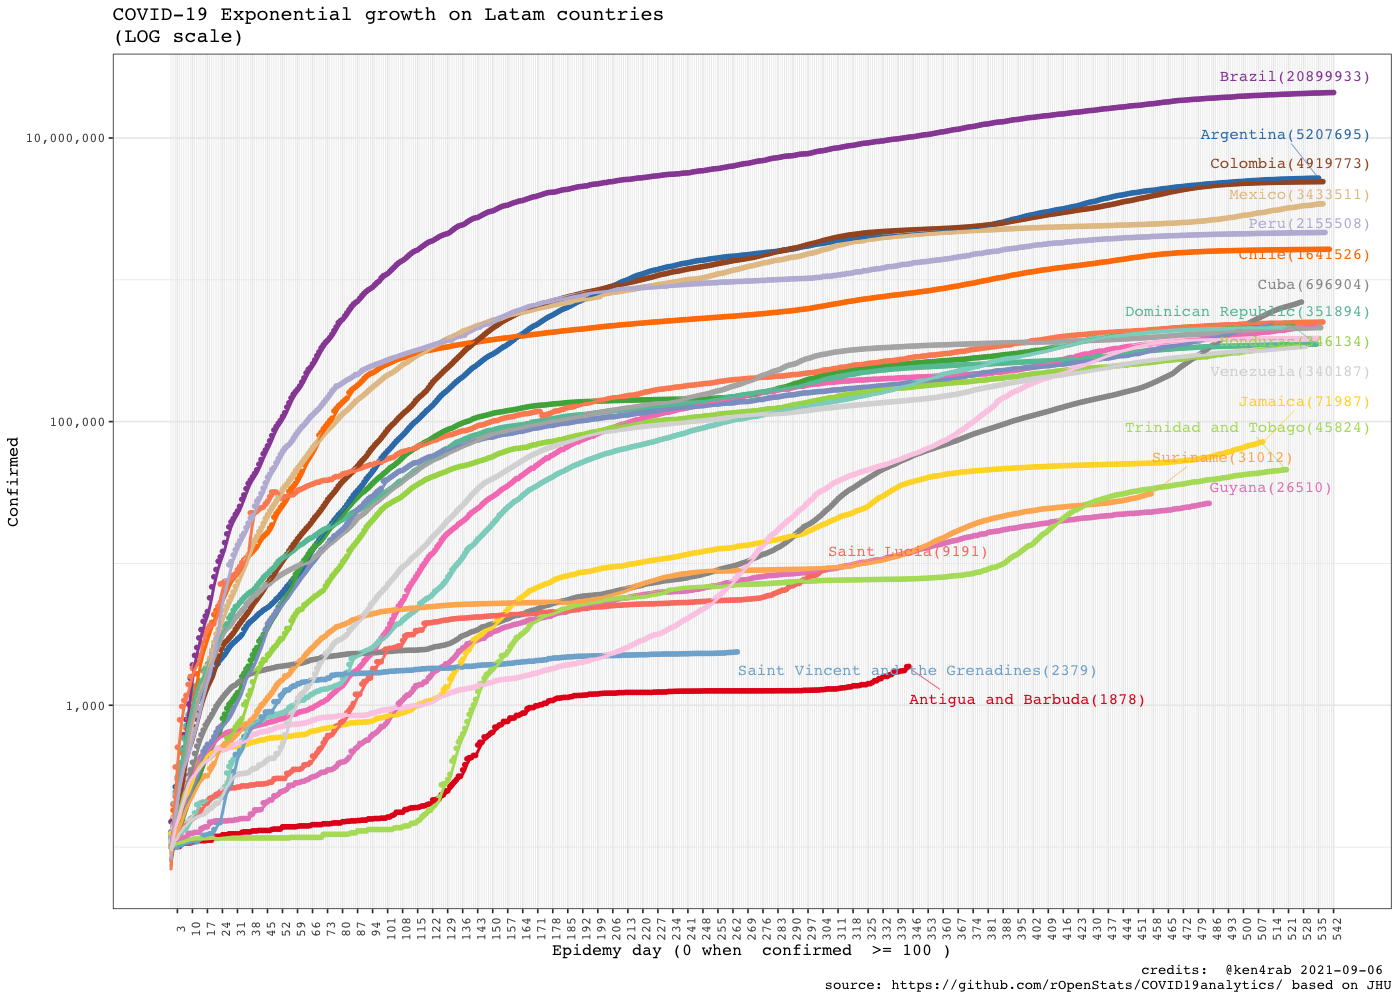 COVID-19 Exponential growth on Latam countries
(LOG scale)
Brazil(20899933)
10,000,000
Argentina(5207695)
Colombia(4919773)
Mexico(3433511)
Peru(2155508)
Chile(1641526)
Cuba(696904)
Dominican Republic(351894)
Honduras(346134)
Venezuela(340187)
Jamaica(71987)
100,000
Trinidad and Tobago(45824)
Suriname(31012)
Guyana(26510)
Confirmed
Saint Lucia(9191)
Saint Vincent and the Grenadines(2379)
Antigua and Barbuda(1878)
1,000
3 10 17 24 31 38 45 52 59 66 73 80 87 94 101 108 115 122 129 136 143 150 157 164 171 178 185 192 199 206 213 220 227 234 241 248 255 262 269 276 283 290 297 304 311 318 325 332 339 346 353 360 367 374 381 388 395 402 409 416 423 430 437 444 451 458 465 472 479 486 493 500 507 514 521 528 535 542
Epidemy day (0 when  confirmed  >= 100 )
credits:  @ken4rab 2021-09-06
source: https://github.com/rOpenStats/COVID19analytics/ based on JHU